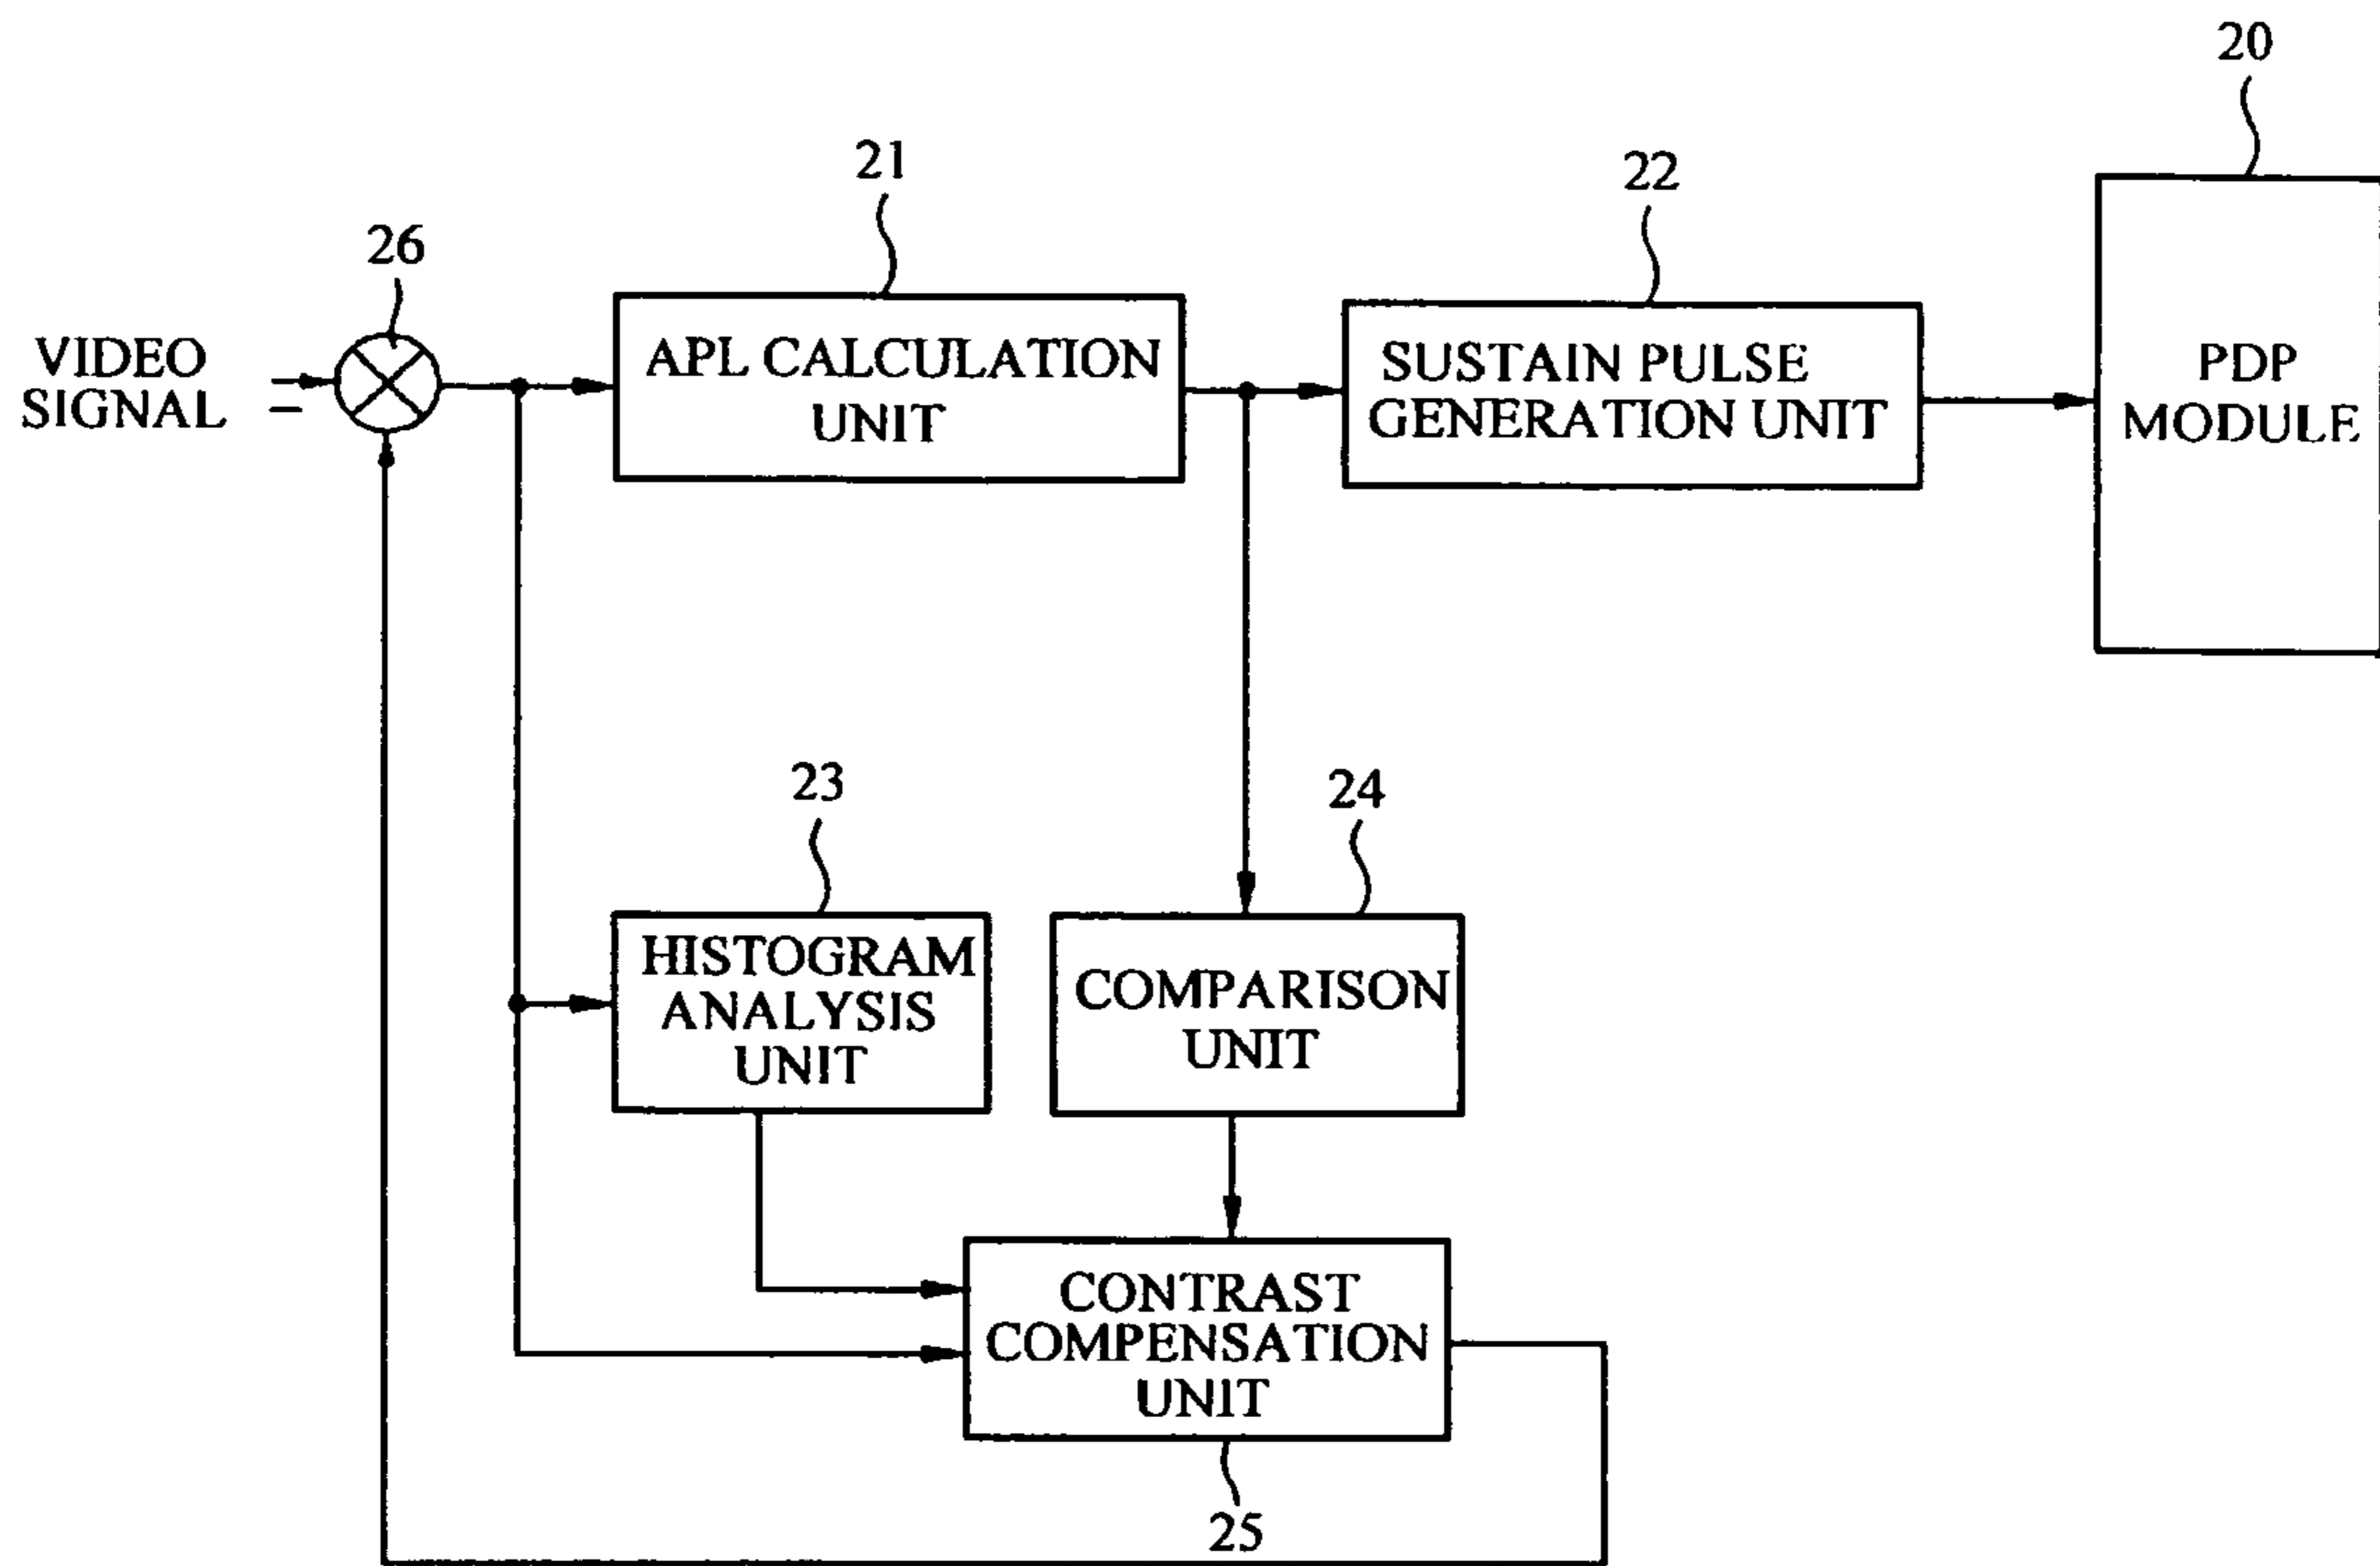 20
21
22
26
VIDEO
SIGNAL
APL CALCULATION
UNIT
SUSTAIN PULSE
GENERATION UNIT
PDP
MODULE
23
24
HISTOGRAM
ANALYSIS
UNIT
COMPARISON
UNIT
CONTRAST
COMPENSATION
UNIT
25